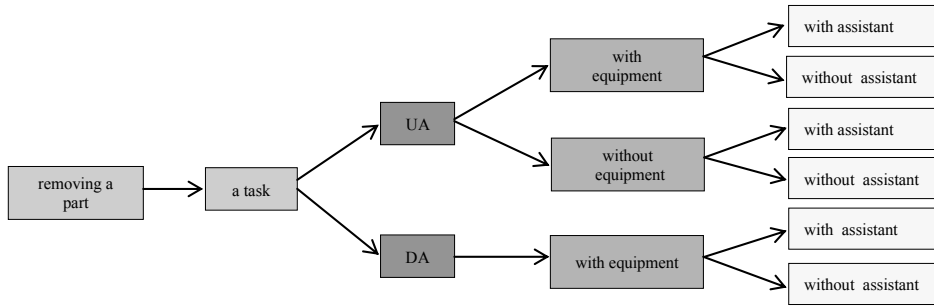 removing a
part
a task
UA
DA
with
equipment
without
equipment
with equipment
with assistant
without assistant
with assistant
without assistant
with assistant
without assistant